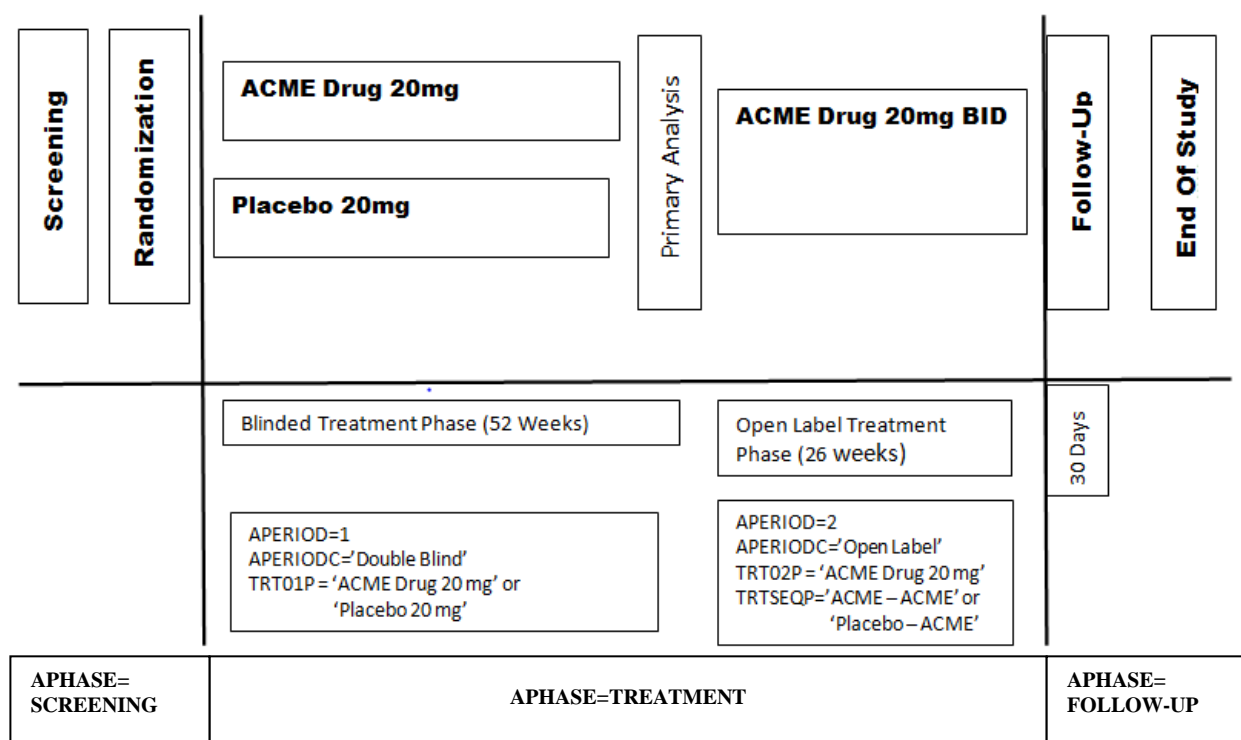 Screening
Randomization
ACME Drug 20mg
Placebo 20mg
Primary Analysis
ACME Drug 20mg BID
Follow-Up
End Of Study
Blinded Treatment Phase (52 Weeks)
Open Label Treatment
Phase (26 weeks)
30 Days
APERIOD=1
APERIODC=’Double Blind’
TRT01P = ‘ACME Drug 20 mg’ or
‘Placebo 20 mg’
APERIOD=2
APERIODC=’Open Label’
TRT02P = ‘ACME Drug 20 mg’
TRTSEQP=’ACME – ACME’ or
‘Placebo – ACME’
APHASE=
SCREENING
APHASE=TREATMENT
APHASE=
FOLLOW-UP